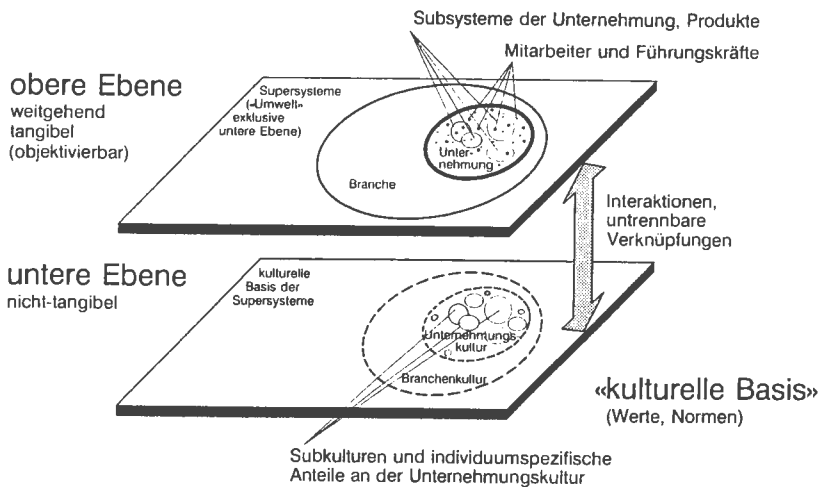 Subsysteme der Unternehmung, Produkte
Mitarbeiter und Führungskräfte
obere Ebene
weitgehend
tangibel
(objektivierbar)
Supersysteme
(«Umwelt»
exklusive
untere Ebene)
Unter-
nehmung
Branche
Interaktionen,
untrennbare
Verknüpfungen
untere Ebene
nicht-tangibel
kulturelle
Basis der
Supersysteme
Unternehmungs
kultur
Branchenkultur
«kulturelle Basis»
(Werte, Normen)
Subkulturen und individuumspezifische
Anteile an der Unternehmungskultur